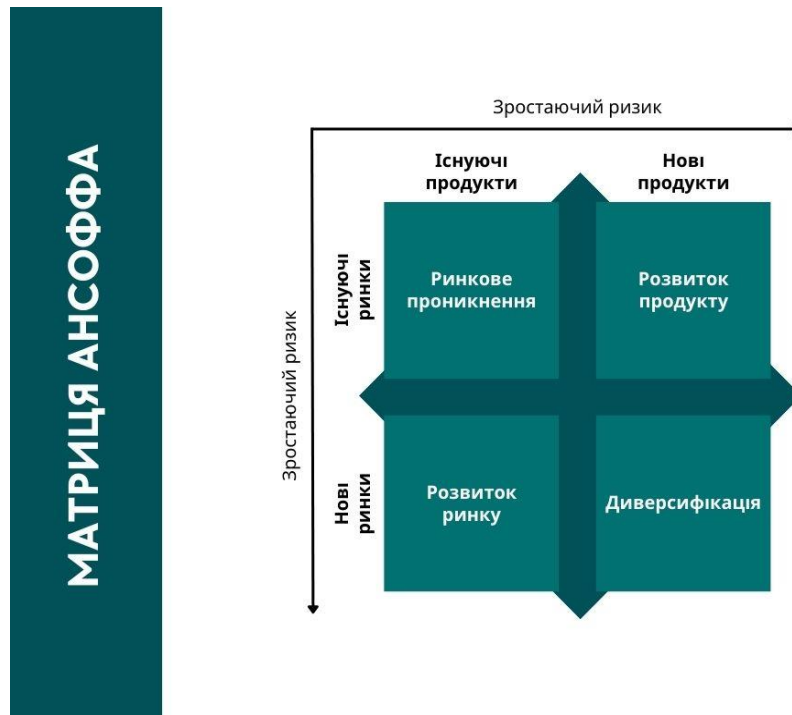 МАТРИЦЯ АНСОФФА
Зростаючий ризик
Існуючі
продукти
Нові
продукти
Зростаючий ризик
Існуючі
ринки
Ринкове
проникнення
Розвиток
продукту
Нові
ринки
Розвиток
ринку
Диверсифікація